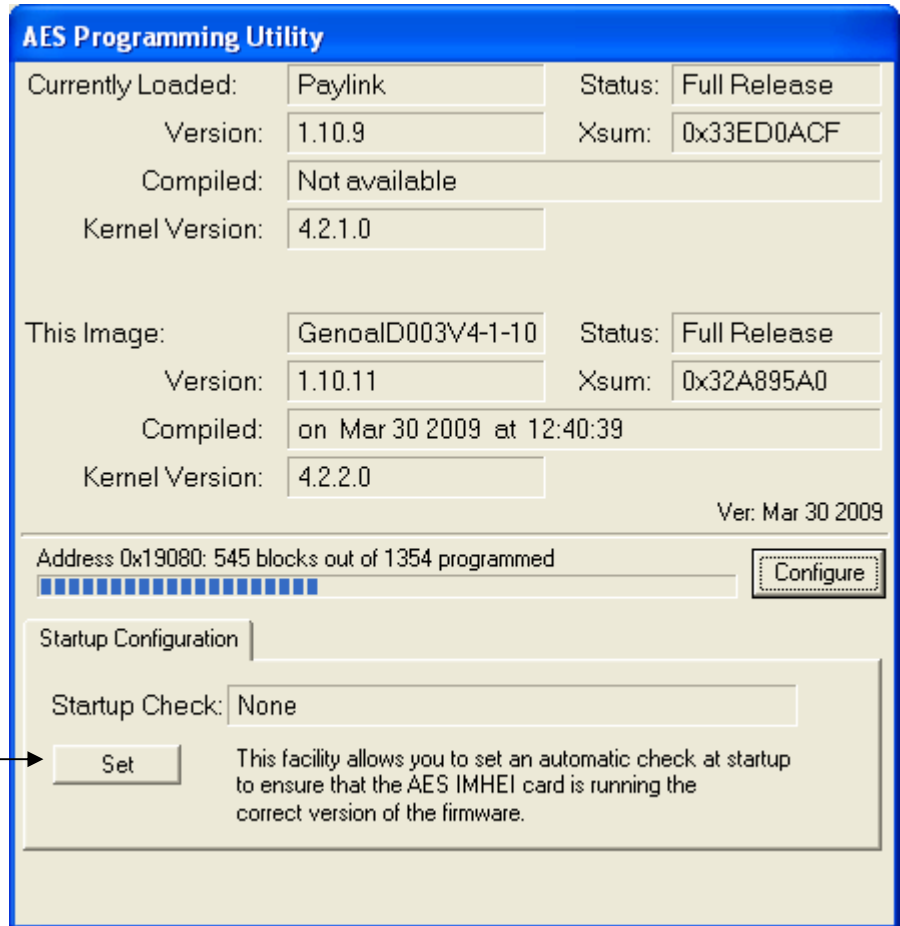 AES Programming Utility
Currently Loaded: Paylink Status: Full Release
Version: 1.10.9 Xsum: 0x33ED0ACF
Compiled: Not available
Kernel Version: 4.2.1.0
This Image: GenoaID003V4-1-10 Status: Full Release
Version: 1.10.11 Xsum: 0x32A895A0
Compiled: on Mar 30 2009 at 12:40:39
Kernel Version: 4.2.2.0
Ver: Mar 30 2009
Address 0x19080: 545 blocks out of 1354 programmed
Configure
Startup Configuration
Startup Check: None
Set
This facility allows you to set an automatic check at startup
to ensure that the AES IMHEI card is running the
correct version of the firmware.